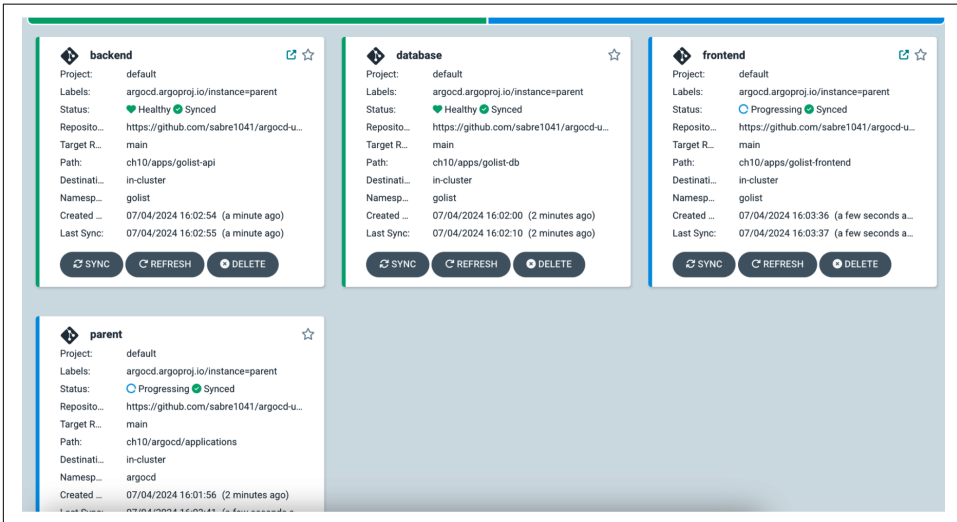 backend
Project: default
Labels: argocd.argoproj.io/instance=parent
Status: Healthy Synced
Reposito... https://github.com/sabre1041/argocd-u...
Target R... main
Path: ch10/apps/golist-api
Destinati... in-cluster
Namesp... golist
Created ... 07/04/2024 16:02:54 (a minute ago)
Last Sync: 07/04/2024 16:02:55 (a minute ago)
SYNC REFRESH DELETE
database
Project: default
Labels: argocd.argoproj.io/instance=parent
Status: Healthy Synced
Reposito... https://github.com/sabre1041/argocd-u...
Target R... main
Path: ch10/apps/golist-db
Destinati... in-cluster
Namesp... golist
Created ... 07/04/2024 16:02:00 (2 minutes ago)
Last Sync: 07/04/2024 16:02:10 (2 minutes ago)
SYNC REFRESH DELETE
frontend
Project: default
Labels: argocd.argoproj.io/instance=parent
Status: Progressing Synced
Reposito... https://github.com/sabre1041/argocd-u...
Target R... main
Path: ch10/apps/golist-frontend
Destinati... in-cluster
Namesp... golist
Created ... 07/04/2024 16:03:36 (a few seconds a...
Last Sync: 07/04/2024 16:03:37 (a few seconds a...
SYNC REFRESH DELETE
parent
Project: default
Labels: argocd.argoproj.io/instance=parent
Status: Progressing Synced
Reposito... https://github.com/sabre1041/argocd-u...
Target R... main
Path: ch10/argocd/applications
Destinati... in-cluster
Namesp... argocd
Created ... 07/04/2024 16:01:56 (2 minutes ago)